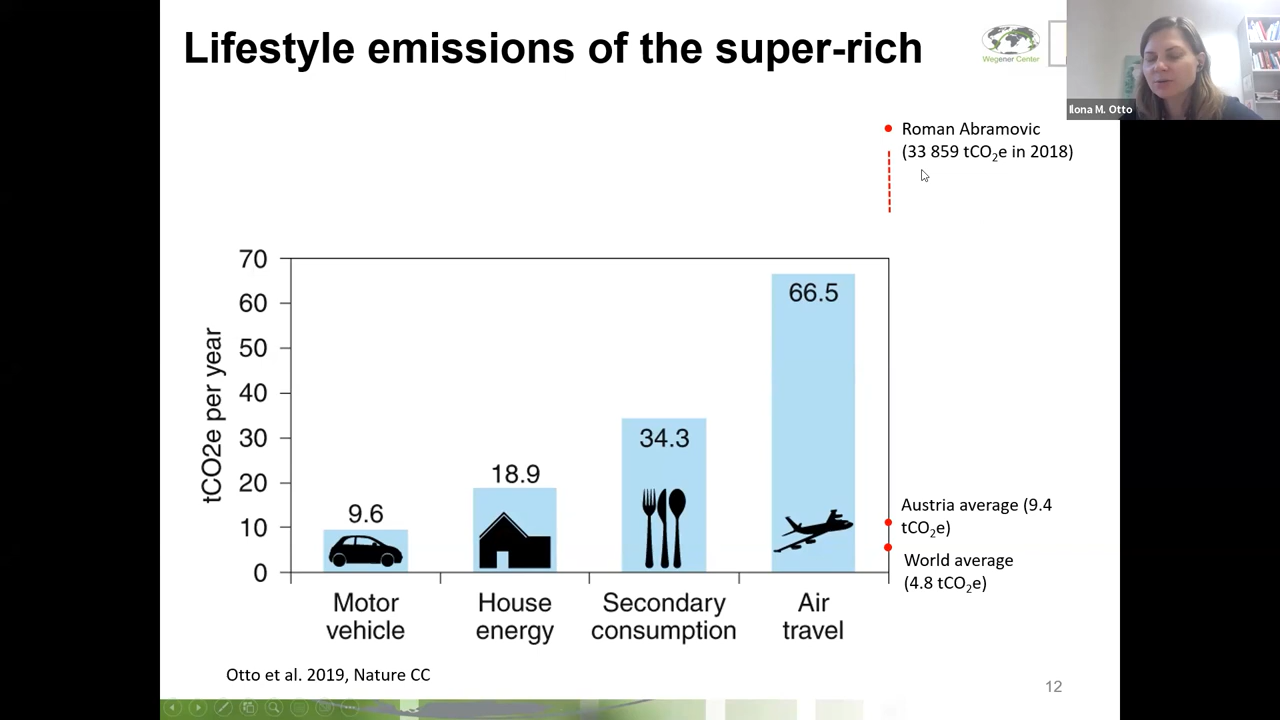 Lifestyle emissions of the super-rich
Wegener Center
Ilona M. Otto
Roman Abramovic
(33 859 tCO₂e in 2018)
70
60
50
40
30
20
10
0
tCO2e per year
9.6
18.9
34.3
66.5
Motor
vehicle
House
energy
Secondary
consumption
Air
travel
Austria average (9.4
tCO₂e)
World average
(4.8 tCO₂e)
Otto et al. 2019, Nature CC
12